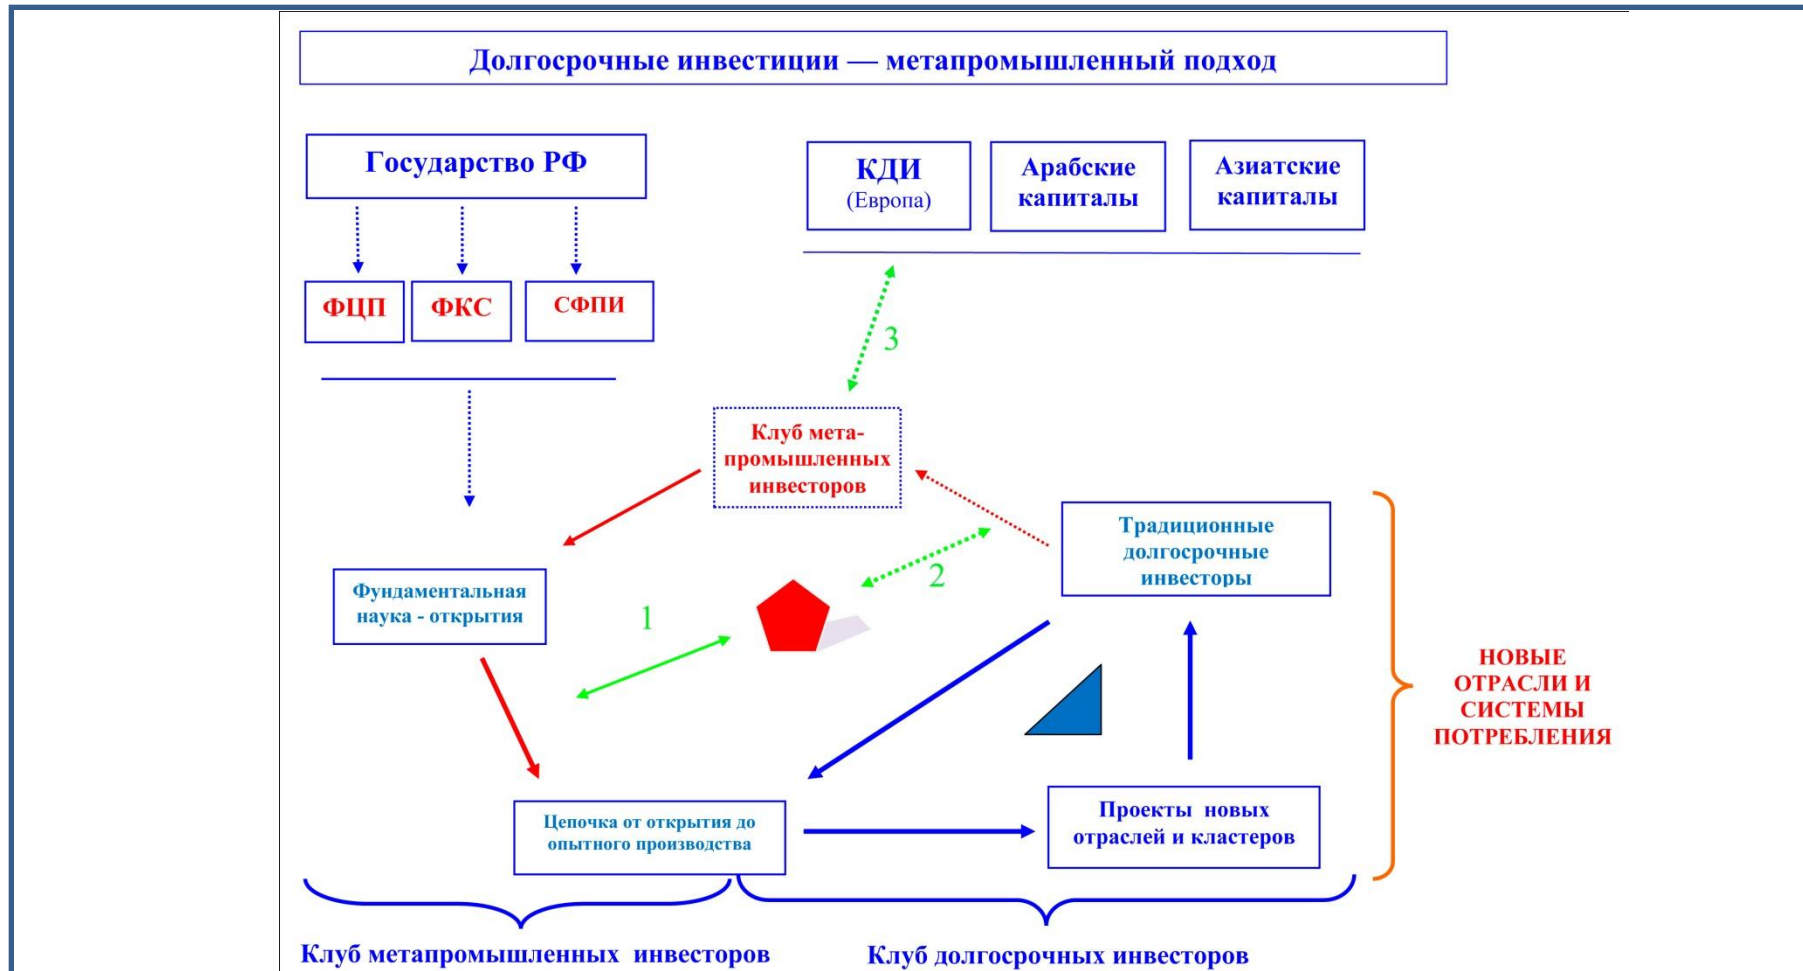 Долгосрочные инвестиции — метапромышленный подход
Государство РФ
КДИ
(Европа)
Арабские
капиталы
Азиатские
капиталы
ФЦП
ФКС
СФПИ
3
Клуб мета-
промышленных
инвесторов
Традиционные
долгосрочные
инвесторы
2
Фундаментальная
наука - открытия
1
НОВЫЕ
ОТРАСЛИ И
СИСТЕМЫ
ПОТРЕБЛЕНИЯ
Цепочка от открытия до
опытного производства
Проекты новых
отраслей и кластеров
Клуб метапромышленных инвесторов
Клуб долгосрочных инвесторов